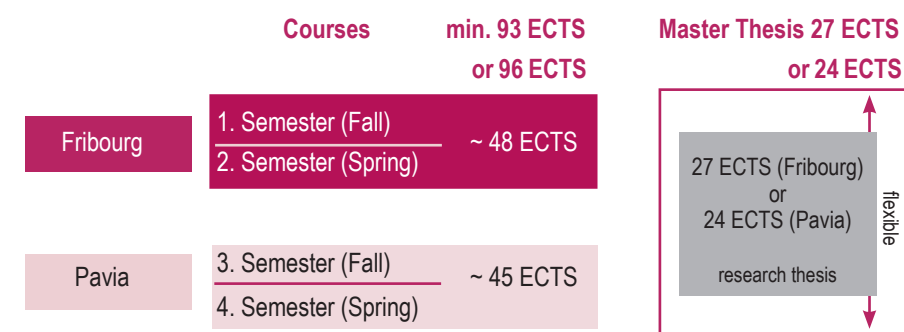 Courses
min. 93 ECTS
or 96 ECTS
Master Thesis 27 ECTS
or 24 ECTS
Fribourg
1. Semester (Fall)
2. Semester (Spring)
~ 48 ECTS
Pavia
3. Semester (Fall)
4. Semester (Spring)
~ 45 ECTS
27 ECTS (Fribourg)
or
24 ECTS (Pavia)
research thesis
flexible